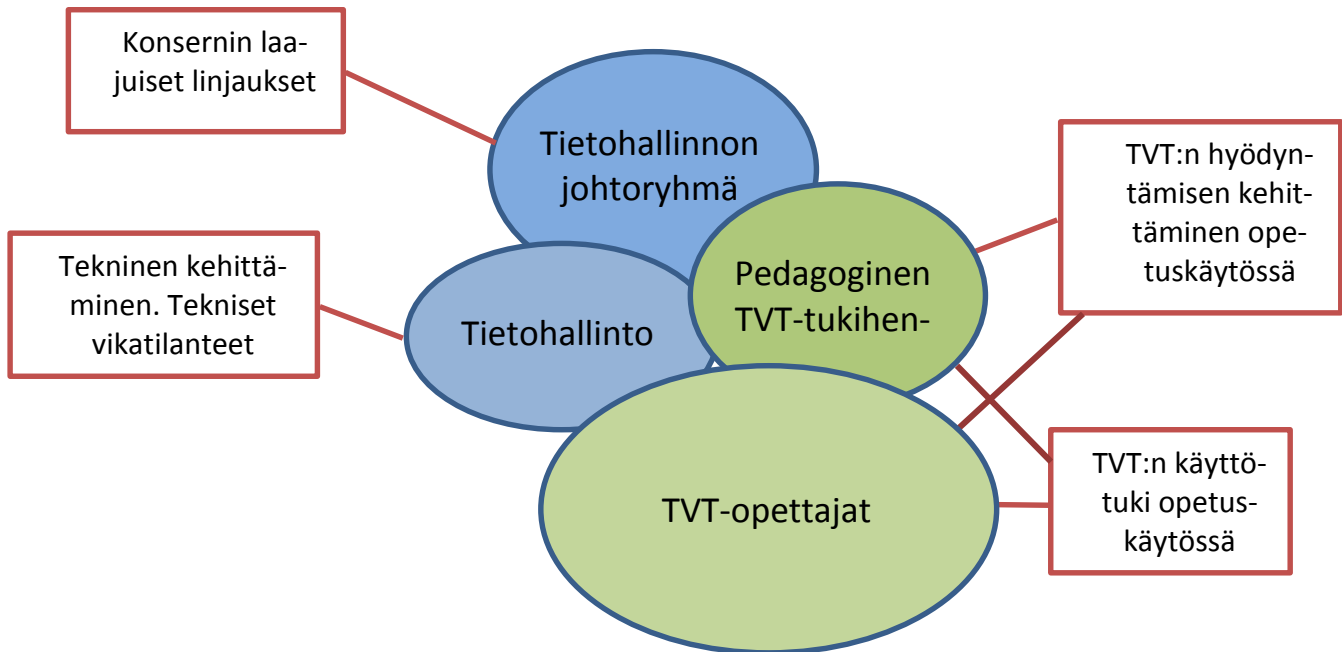 Konsernin laa-
juiset linjaukset
Tietohallinnon
johtoryhmä
TVT:n hyödyn-
tämisen kehit-
täminen ope-
tuskäytössä
Tekninen kehittä-
minen. Tekniset
vikatilanteet
Pedagoginen
TVT-tukihen-
Tietohallinto
TVT-opettajat
TVT:n käyttö-
tuki opetus-
käytössä